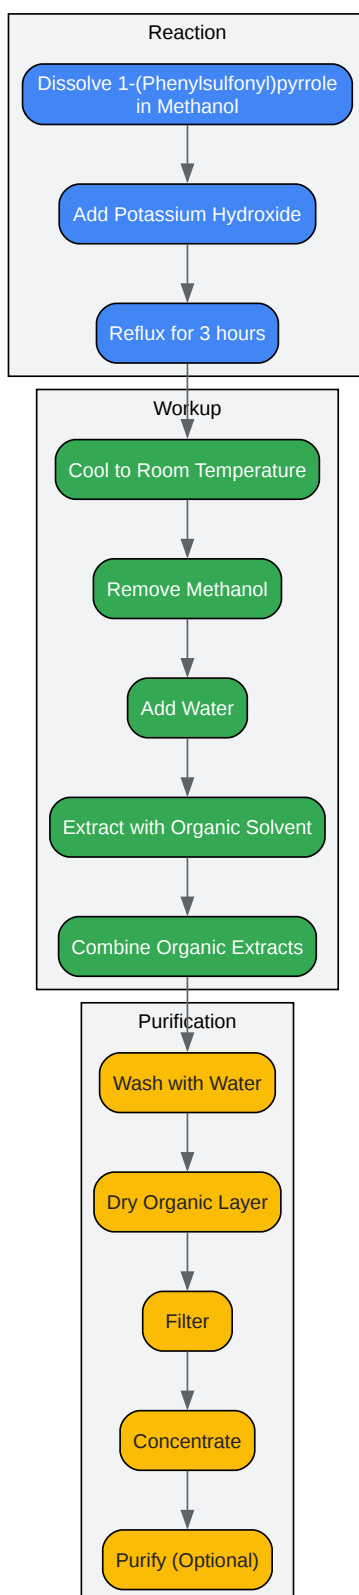 Reaction
Dissolve 1-(Phenylsulfonyl)pyrrole
in Methanol
Add Potassium Hydroxide
Reflux for 3 hours
Workup
Cool to Room Temperature
Remove Methanol
Add Water
Extract with Organic Solvent
Combine Organic Extracts
Purification
Wash with Water
Dry Organic Layer
Filter
Concentrate
Purify (Optional)